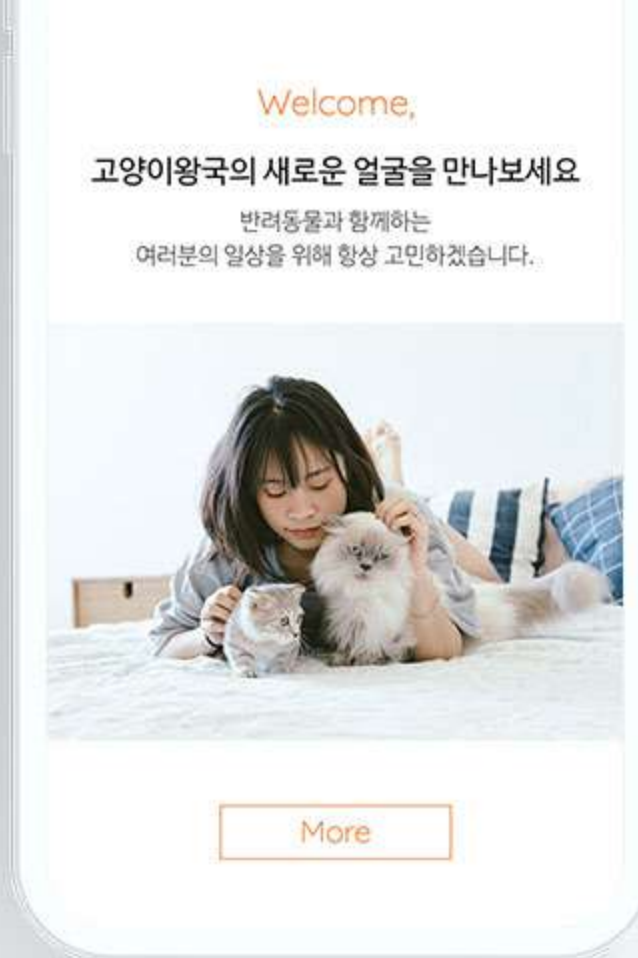 Welcome,
고양이왕국의 새로운 얼굴을 만나보세요
반려동물과 함께하는
여러분의 일상을 위해 항상 고민하겠습니다.
More